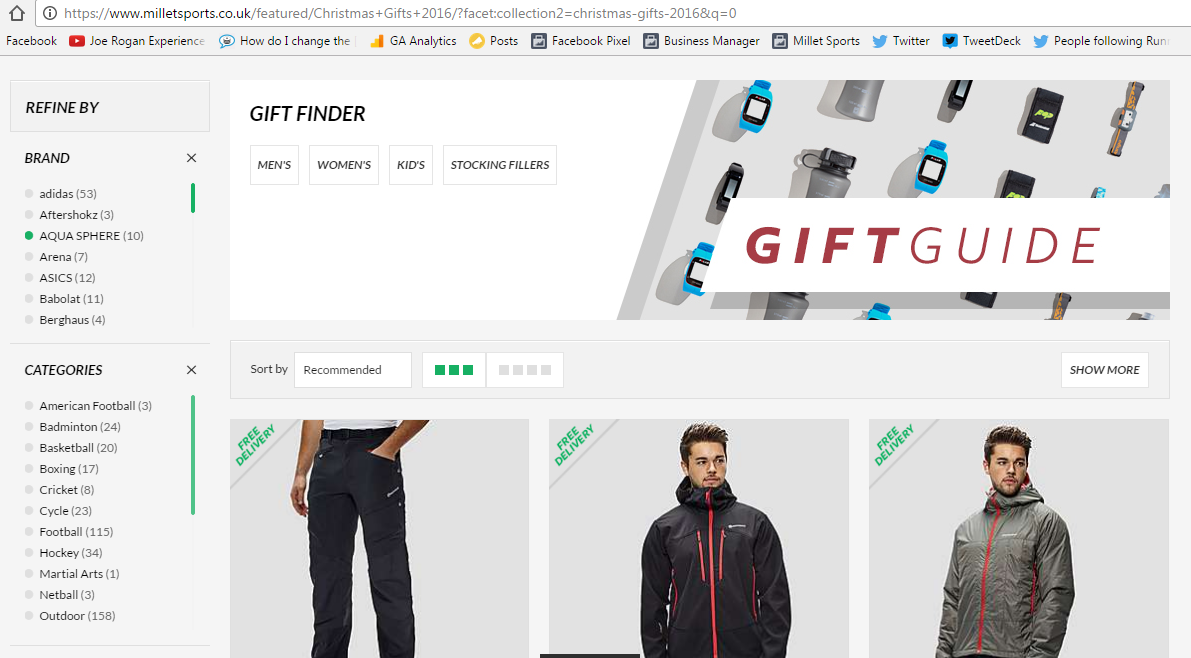 https://www.milletsports.co.uk/featured/Christmas+Gifts+2016/?facet:collection2=christmas-gifts-2016&q=0
Facebook Joe Rogan Experience How do I change the GA Analytics Posts Facebook Pixel Business Manager Millet Sports Twitter TweetDeck People following Runn
REFINE BY
BRAND
adidas (53)
Aftershokz (3)
AQUA SPHERE (10)
Arena (7)
ASICS (12)
Babolat (11)
Berghaus (4)
CATEGORIES
American Football (3)
Badminton (24)
Basketball (20)
Boxing (17)
Cricket (8)
Cycle (23)
Football (115)
Hockey (34)
Martial Arts (1)
Netball (3)
Outdoor (158)
GIFT FINDER
MEN'S WOMEN'S KID'S STOCKING FILLERS
GIFTGUIDE
Sort by Recommended SHOW MORE
FREE
DELIVERY
FREE
DELIVERY
FREE
DELIVERY